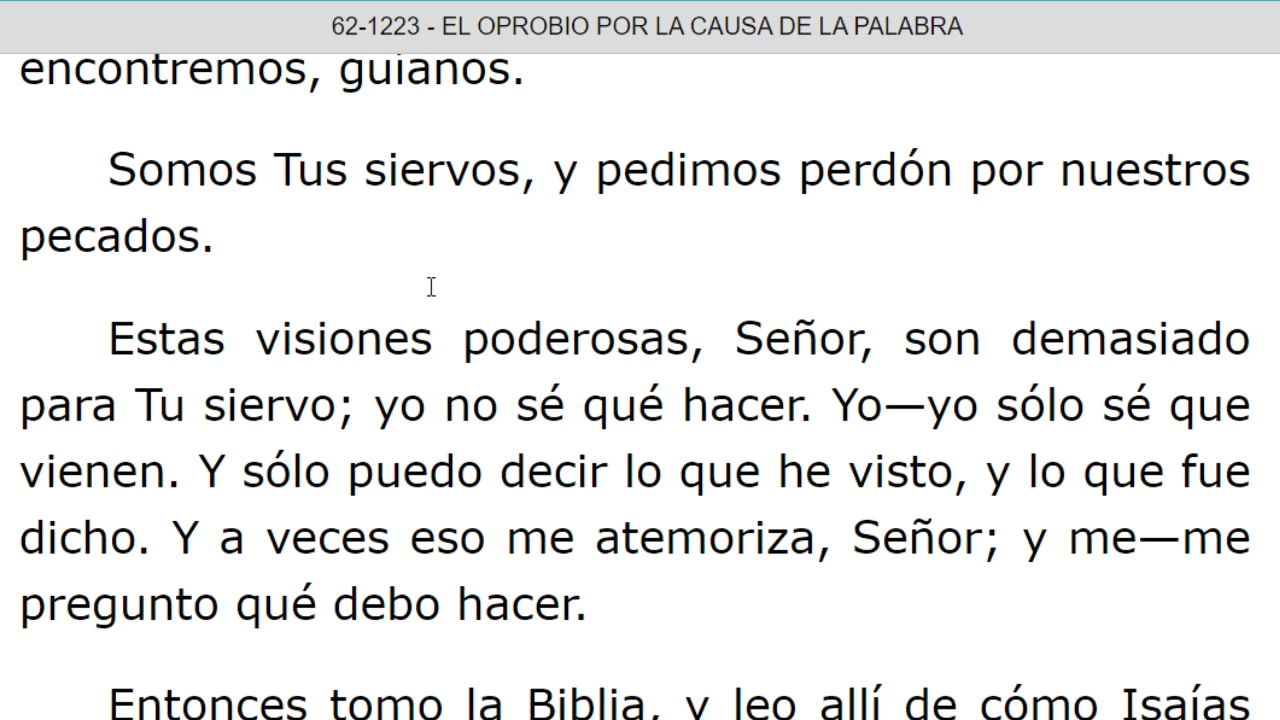 62-1223 - EL OPROBIO POR LA CAUSA DE LA PALABRA
encontremos, guíanos.
Somos Tus siervos, y pedimos perdón por nuestros
pecados.
Estas visiones poderosas, Señor, son demasiado
para Tu siervo; yo no sé qué hacer. Yo—yo sólo sé que
vienen. Y sólo puedo decir lo que he visto, y lo que fue
dicho. Y a veces eso me atemoriza, Señor; y me—me
pregunto qué debo hacer.
Entonces tomo la Biblia, y leo allí de cómo Isaías